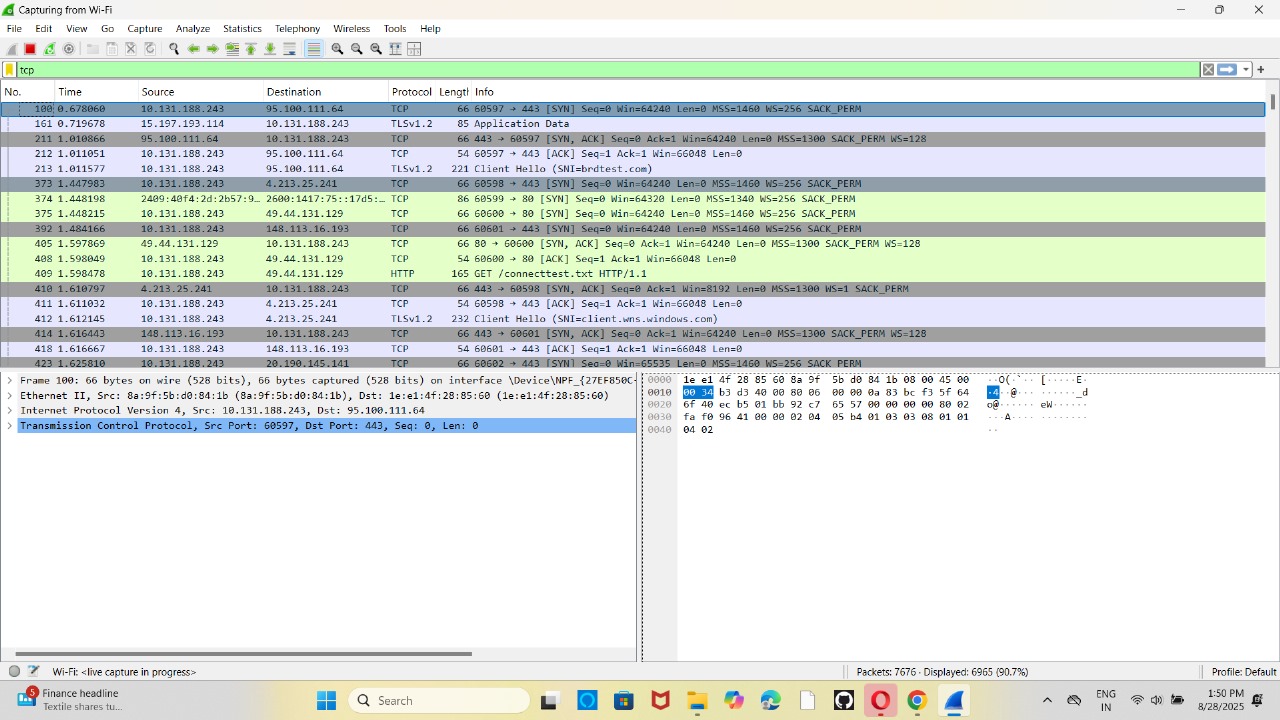 Capturing from Wi-Fi
File Edit View Go Capture Analyze Statistics Telephony Wireless Tools Help
tcp
No. Time Source Destination Protocol Length Info
100 0.678060 10.131.188.243 95.100.111.64 TCP 66 60597 → 443 [SYN] Seq=0 Win=64240 Len=0 MSS=1460 WS=256 SACK_PERM
161 0.719678 15.197.193.114 10.131.188.243 TLSv1.2 85 Application Data
211 1.010866 95.100.111.64 10.131.188.243 TCP 66 443 → 60597 [SYN, ACK] Seq=0 Ack=1 Win=64240 Len=0 MSS=1460 SACK_PERM WS=128
212 1.011051 10.131.188.243 95.100.111.64 TCP 54 60597 → 443 [ACK] Seq=1 Ack=1 Win=66048 Len=0
213 1.011577 10.131.188.243 95.100.111.64 TLSv1.2 221 Client Hello (SNI=brdtest.com)
373 1.447983 10.131.188.243 4.213.25.241 TCP 66 60598 → 443 [SYN] Seq=0 Win=64240 Len=0 MSS=1460 WS=256 SACK_PERM
374 1.448198 2409:40f4:2d:2b57:9… 2600:1417:75::17d5:… TCP 86 60599 → 80 [SYN] Seq=0 Win=64320 Len=0 MSS=1340 WS=256 SACK_PERM
375 1.448215 10.131.188.243 49.44.131.129 TCP 66 60600 → 80 [SYN] Seq=0 Win=64240 Len=0 MSS=1460 WS=256 SACK_PERM
392 1.484166 10.131.188.243 148.113.16.193 TCP 66 60601 → 443 [SYN] Seq=0 Win=64240 Len=0 MSS=1460 WS=256 SACK_PERM
405 1.597869 49.44.131.129 10.131.188.243 TCP 66 80 → 60600 [SYN, ACK] Seq=0 Ack=1 Win=64240 Len=0 MSS=1300 SACK_PERM WS=128
408 1.598049 10.131.188.243 49.44.131.129 TCP 54 60600 → 80 [ACK] Seq=1 Ack=1 Win=66048 Len=0
409 1.598478 10.131.188.243 49.44.131.129 HTTP 165 GET /connecttest.txt HTTP/1.1
410 1.610797 4.213.25.241 10.131.188.243 TCP 66 443 → 60598 [SYN, ACK] Seq=0 Ack=1 Win=8192 Len=0 MSS=1300 WS=1 SACK_PERM
411 1.611032 10.131.188.243 4.213.25.241 TCP 54 60598 → 443 [ACK] Seq=1 Ack=1 Win=66048 Len=0
412 1.612145 10.131.188.243 4.213.25.241 TLSv1.2 232 Client Hello (SNI=client.wns.windows.com)
414 1.616443 148.113.16.193 10.131.188.243 TCP 66 443 → 60601 [SYN, ACK] Seq=0 Ack=1 Win=64240 Len=0 MSS=1300 SACK_PERM WS=128
418 1.616667 10.131.188.243 148.113.16.193 TCP 54 60601 → 443 [ACK] Seq=1 Ack=1 Win=66048 Len=0
423 1.625810 10.131.188.243 20.190.145.141 TCP 66 60602 → 443 [SYN] Seq=0 Win=65535 Len=0 MSS=1460 WS=256 SACK_PERM
Frame 100: 66 bytes on wire (528 bits), 66 bytes captured (528 bits) on interface \Device\NPF_{27EF850C-
Ethernet II, Src: 8a:9f:5b:d0:84:1b (8a:9f:5b:d0:84:1b), Dst: 1e:e1:4f:28:85:60 (1e:e1:4f:28:85:60)
Internet Protocol Version 4, Src: 10.131.188.243, Dst: 95.100.111.64
Transmission Control Protocol, Src Port: 60597, Dst Port: 443, Seq: 0, Len: 0
0000 1e e1 4f 28 85 60 8a 9f 5b d0 84 1b 08 00 45 00 ··O(·`·· [·····E·
0010 00 34 b3 d3 40 00 80 06 00 00 0a 83 bc f3 5f 64 ·4··@··· ······_d
0020 6f 40 ec b5 01 bb 92 c7 65 57 00 00 00 00 80 02 o@······ eW······
0030 fa f0 96 41 00 00 02 04 05 b4 01 03 03 08 01 01 ···A···· ········
0040 04 02 ··
Wi-Fi: <live capture in progress> Packets: 7676 · Displayed: 6965 (90.7%) Profile: Default
5
Finance headline
Textile shares tu...
Search
ENG
IN
1:50 PM
8/28/2025